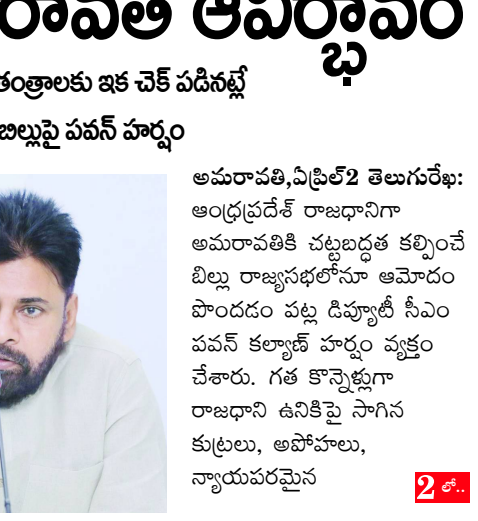 రావతి ఆవిర్భావం
తంత్రాలకు ఇక చెక్ పడినట్లే
బిల్లుపై పవన్ హర్షం
అమరావతి,ఏప్రిల్2 తెలుగురేఖ:
ఆంధ్రప్రదేశ్ రాజధానిగా
అమరావతికి చట్టబద్ధత కల్పించే
బిల్లు రాజ్యసభలోనూ ఆమోదం
పొందడం పట్ల డిప్యూటీ సీఎం
పవన్ కల్యాణ్ హర్షం వ్యక్తం
చేశారు. గత కొన్నెళ్లుగా
రాజధాని ఉనికిపై సాగిన
కుట్రలు, అపోహలు,
న్యాయపరమైన
2 లో..